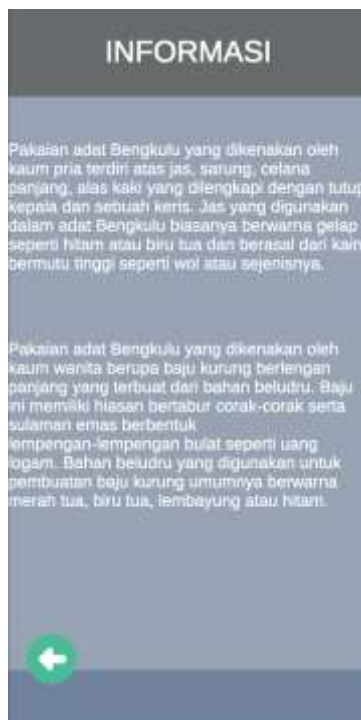 INFORMASI
Pakaian adat Bengkulu yang dikenakan oleh
kaum pria terdiri atas jas, sarung, celana
panjang, alas kaki yang dilengkapi dengan tutup
kepala dan sebuah keris. Jas yang digunakan
dalam adat Bengkulu biasanya berwarna gelap
seperti hitam atau biru tua dan berasal dari kain
bermutu tinggi seperti wol atau sejenisnya.
Pakaian adat Bengkulu yang dikenakan oleh
kaum wanita berupa baju kurung berlengan
panjang yang terbuat dari bahan beludru. Baju
ini memiliki hiasan bertabur corak-corak serta
sulaman emas berbentuk
lempengan-lempengan bulat seperti uang
logam. Bahan beludru yang digunakan untuk
pembuatan baju kurung umumnya berwarna
merah tua, biru tua, lembayung atau hitam.